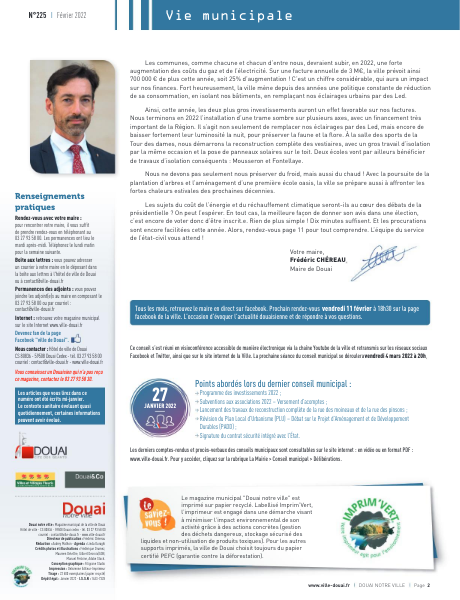 N°225 | Février 2022
Vie municipale
Les communes, comme chacune et chacun d'entre nous, devraient subir, en 2022, une forte
augmentation des coûts du gaz et de l'électricité. Sur une facture annuelle de 3 M€, la ville prévoit ainsi
700 000 € de plus cette année, soit 25% d'augmentation ! C'est un chiffre considérable, qui aura un impact
sur nos finances. Fort heureusement, la ville mène depuis des années une politique constante de réduction
de sa consommation, en isolant nos bâtiments, en remplaçant nos éclairages urbains par des Led.
Ainsi, cette année, les deux plus gros investissements auront un effet favorable sur nos factures.
Nous terminons en 2022 l'installation d'une trame sombre sur plusieurs axes, avec un financement très
important de la Région. Il s'agit non seulement de remplacer nos éclairages par des Led, mais encore de
baisser fortement leur luminosité la nuit, pour préserver la faune et la flore. A la salle des sports de la
Tour des dames, nous démarrons la reconstruction complète des vestiaires, avec un gros travail d'isolation
par la même occasion et la pose de panneaux solaires sur le toit. Deux écoles vont par ailleurs bénéficier
de travaux d'isolation conséquents : Mousseron et Fontellaye.
Nous ne devons pas seulement nous préserver du froid, mais aussi du chaud ! Avec la poursuite de la
plantation d'arbres et l'aménagement d'une première école oasis, la ville se prépare aussi à affronter les
fortes chaleurs estivales des prochaines décennies.
Les sujets du coût de l'énergie et du réchauffement climatique seront-ils au cœur des débats de la
présidentielle ? On peut l'espérer. En tout cas, la meilleure façon de donner son avis dans une élection,
c'est encore de voter donc d'être inscrit.e. Rien de plus simple ! Dix minutes suffisent. Et les procurations
sont encore facilitées cette année. Alors, rendez-vous page 11 pour tout comprendre. L'équipe du service
de l'état-civil vous attend !
Votre maire,
Frédéric CHÉREAU,
Maire de Douai
Renseignements
pratiques
Rendez-vous avec votre maire :
pour rencontrer votre maire, il vous suffit
de prendre rendez-vous en téléphonant au
03 27 93 58 00. Les permanences ont lieu le
mardi après-midi. Téléphonez le lundi matin
pour la semaine suivante.
Boîte aux lettres : vous pouvez adresser
un courrier à votre maire en le déposant dans
la boîte aux lettres à l'hôtel de ville de Douai
ou à contact@ville-douai.fr
Permanences des adjoints : vous pouvez
joindre les adjoint(e)s au maire en composant le
03 27 93 58 00 ou par courriel :
contact@ville-douai.fr
Internet : retrouvez votre magazine municipal
sur le site Internet www.ville-douai.fr
Devenez fan de la page
Facebook "ville de Douai".
Nous contacter : Hôtel de ville de Douai
CS 80836 - 59508 Douai Cedex - tél. 03 27 93 58 00
courriel : contact@ville-douai.fr - www.ville-douai.fr
Vous connaissez un Douaisien qui n'a pas reçu
ce magazine, contactez le 03 27 93 58 30.
Les articles que vous lirez dans ce
numéro ont été écrits mi-janvier.
Le contexte sanitaire évoluant quasi
quotidiennement, certaines informations
peuvent avoir évolué.
DOUAI
Douai&Co
Douai
notre ville
Tous les mois, retrouvez le maire en direct sur facebook. Prochain rendez-vous vendredi 11 février à 18h30 sur la page
facebook de la ville. L'occasion d'évoquer l'actualité douaisienne et de répondre à vos questions.
Ce conseil s'est réuni en visioconférence accessible de manière électronique via la chaîne Youtube de la ville et retransmis sur les réseaux sociaux
Facebook et Twitter, ainsi que sur le site internet de la Ville. La prochaine séance du conseil municipal se déroulera vendredi 4 mars 2022 à 20h.
27
JANVIER 2022
Points abordés lors du dernier conseil municipal :
Programme des investissements 2022 ;
Subventions aux associations 2022 – Versement d'acomptes ;
Lancement des travaux de reconstruction complète de la rue des moineaux et de la rue des pinsons ;
Révision du Plan Local d'Urbanisme (PLU) – Débat sur le Projet d'Aménagement et de Développement
Durables (PADD) ;
Signature du contrat sécurité intégré avec l'État.
Les derniers comptes-rendus et procès-verbaux des conseils municipaux sont consultables sur le site internet : en vidéo ou en format PDF :
www.ville-douai.fr. Pour y accéder, cliquez sur la rubrique La Mairie » Conseil municipal » Délibérations.
Le
saviez-
vous !
Le magazine municipal "Douai notre ville" est
imprimé sur papier recyclé. Labellisé Imprim'Vert,
l'imprimeur est engagé dans une démarche visant
à minimiser l'impact environnemental de son
activité grâce à des actions concrètes (gestion
des déchets dangereux, stockage sécurisé des
liquides et non-utilisation de produits toxiques). Pour les autres
supports imprimés, la ville de Douai choisit toujours du papier
certifié PEFC (garantie contre la déforestation).
IMPRIM'VERT
www.ville-douai.fr | DOUAI NOTRE VILLE | Page 2